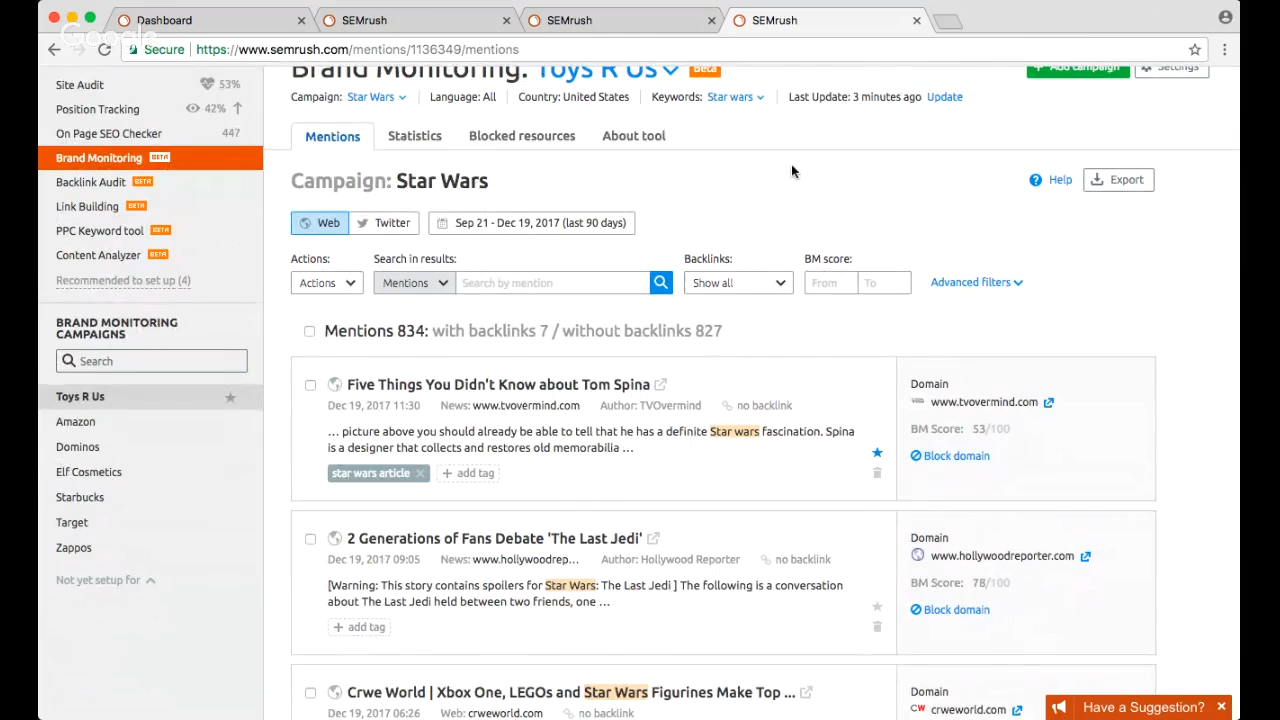 Dashboard
SEMrush
SEMrush
SEMrush
Google
Secure https://www.semrush.com/mentions/1136349/mentions
Site Audit 53%
Position Tracking 42%
On Page SEO Checker 447
Brand Monitoring BETA
Backlink Audit BETA
Link Building BETA
PPC Keyword tool BETA
Content Analyzer BETA
Recommended to set up (4)
BRAND MONITORING
CAMPAIGNS
Search
Toys R Us
Amazon
Dominos
Elf Cosmetics
Starbucks
Target
Zappos
Not yet setup for
Brand Monitoring: Toys R Us Beta
+ Add campaign
Settings
Campaign: Star Wars Language: All Country: United States Keywords: Star wars Last Update: 3 minutes ago Update
Mentions Statistics Blocked resources About tool
Campaign: Star Wars
Help Export
Web Twitter Sep 21 - Dec 19, 2017 (last 90 days)
Actions: Search in results: Backlinks: BM score:
Actions Mentions Search by mention Show all From To Advanced filters
Mentions 834: with backlinks 7 / without backlinks 827
Five Things You Didn't Know about Tom Spina
Dec 19, 2017 11:30 News: www.tvovermind.com Author: TVOvermind no backlink
... picture above you should already be able to tell that he has a definite Star wars fascination. Spina
is a designer that collects and restores old memorabilia ...
star wars article × + add tag
Domain
www.tvovermind.com
BM Score: 53/100
Block domain
2 Generations of Fans Debate 'The Last Jedi'
Dec 19, 2017 09:05 News: www.hollywoodrep... Author: Hollywood Reporter no backlink
[Warning: This story contains spoilers for Star Wars: The Last Jedi ] The following is a conversation
about The Last Jedi held between two friends, one ...
+ add tag
Domain
www.hollywoodreporter.com
BM Score: 78/100
Block domain
Crwe World | Xbox One, LEGOs and Star Wars Figurines Make Top ...
Dec 19, 2017 06:26 Web: crweworld.com no backlink
Domain
CW crweworld.com
Have a Suggestion? ×